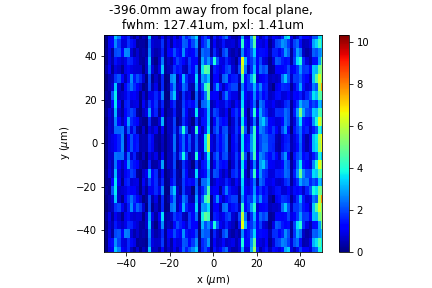 -396.0mm away from focal plane,
fwhm: 127.41um, pxl: 1.41um
40
20
0
−20
−40
y (μm)
−40 −20 0 20 40
x (μm)
10
8
6
4
2
0